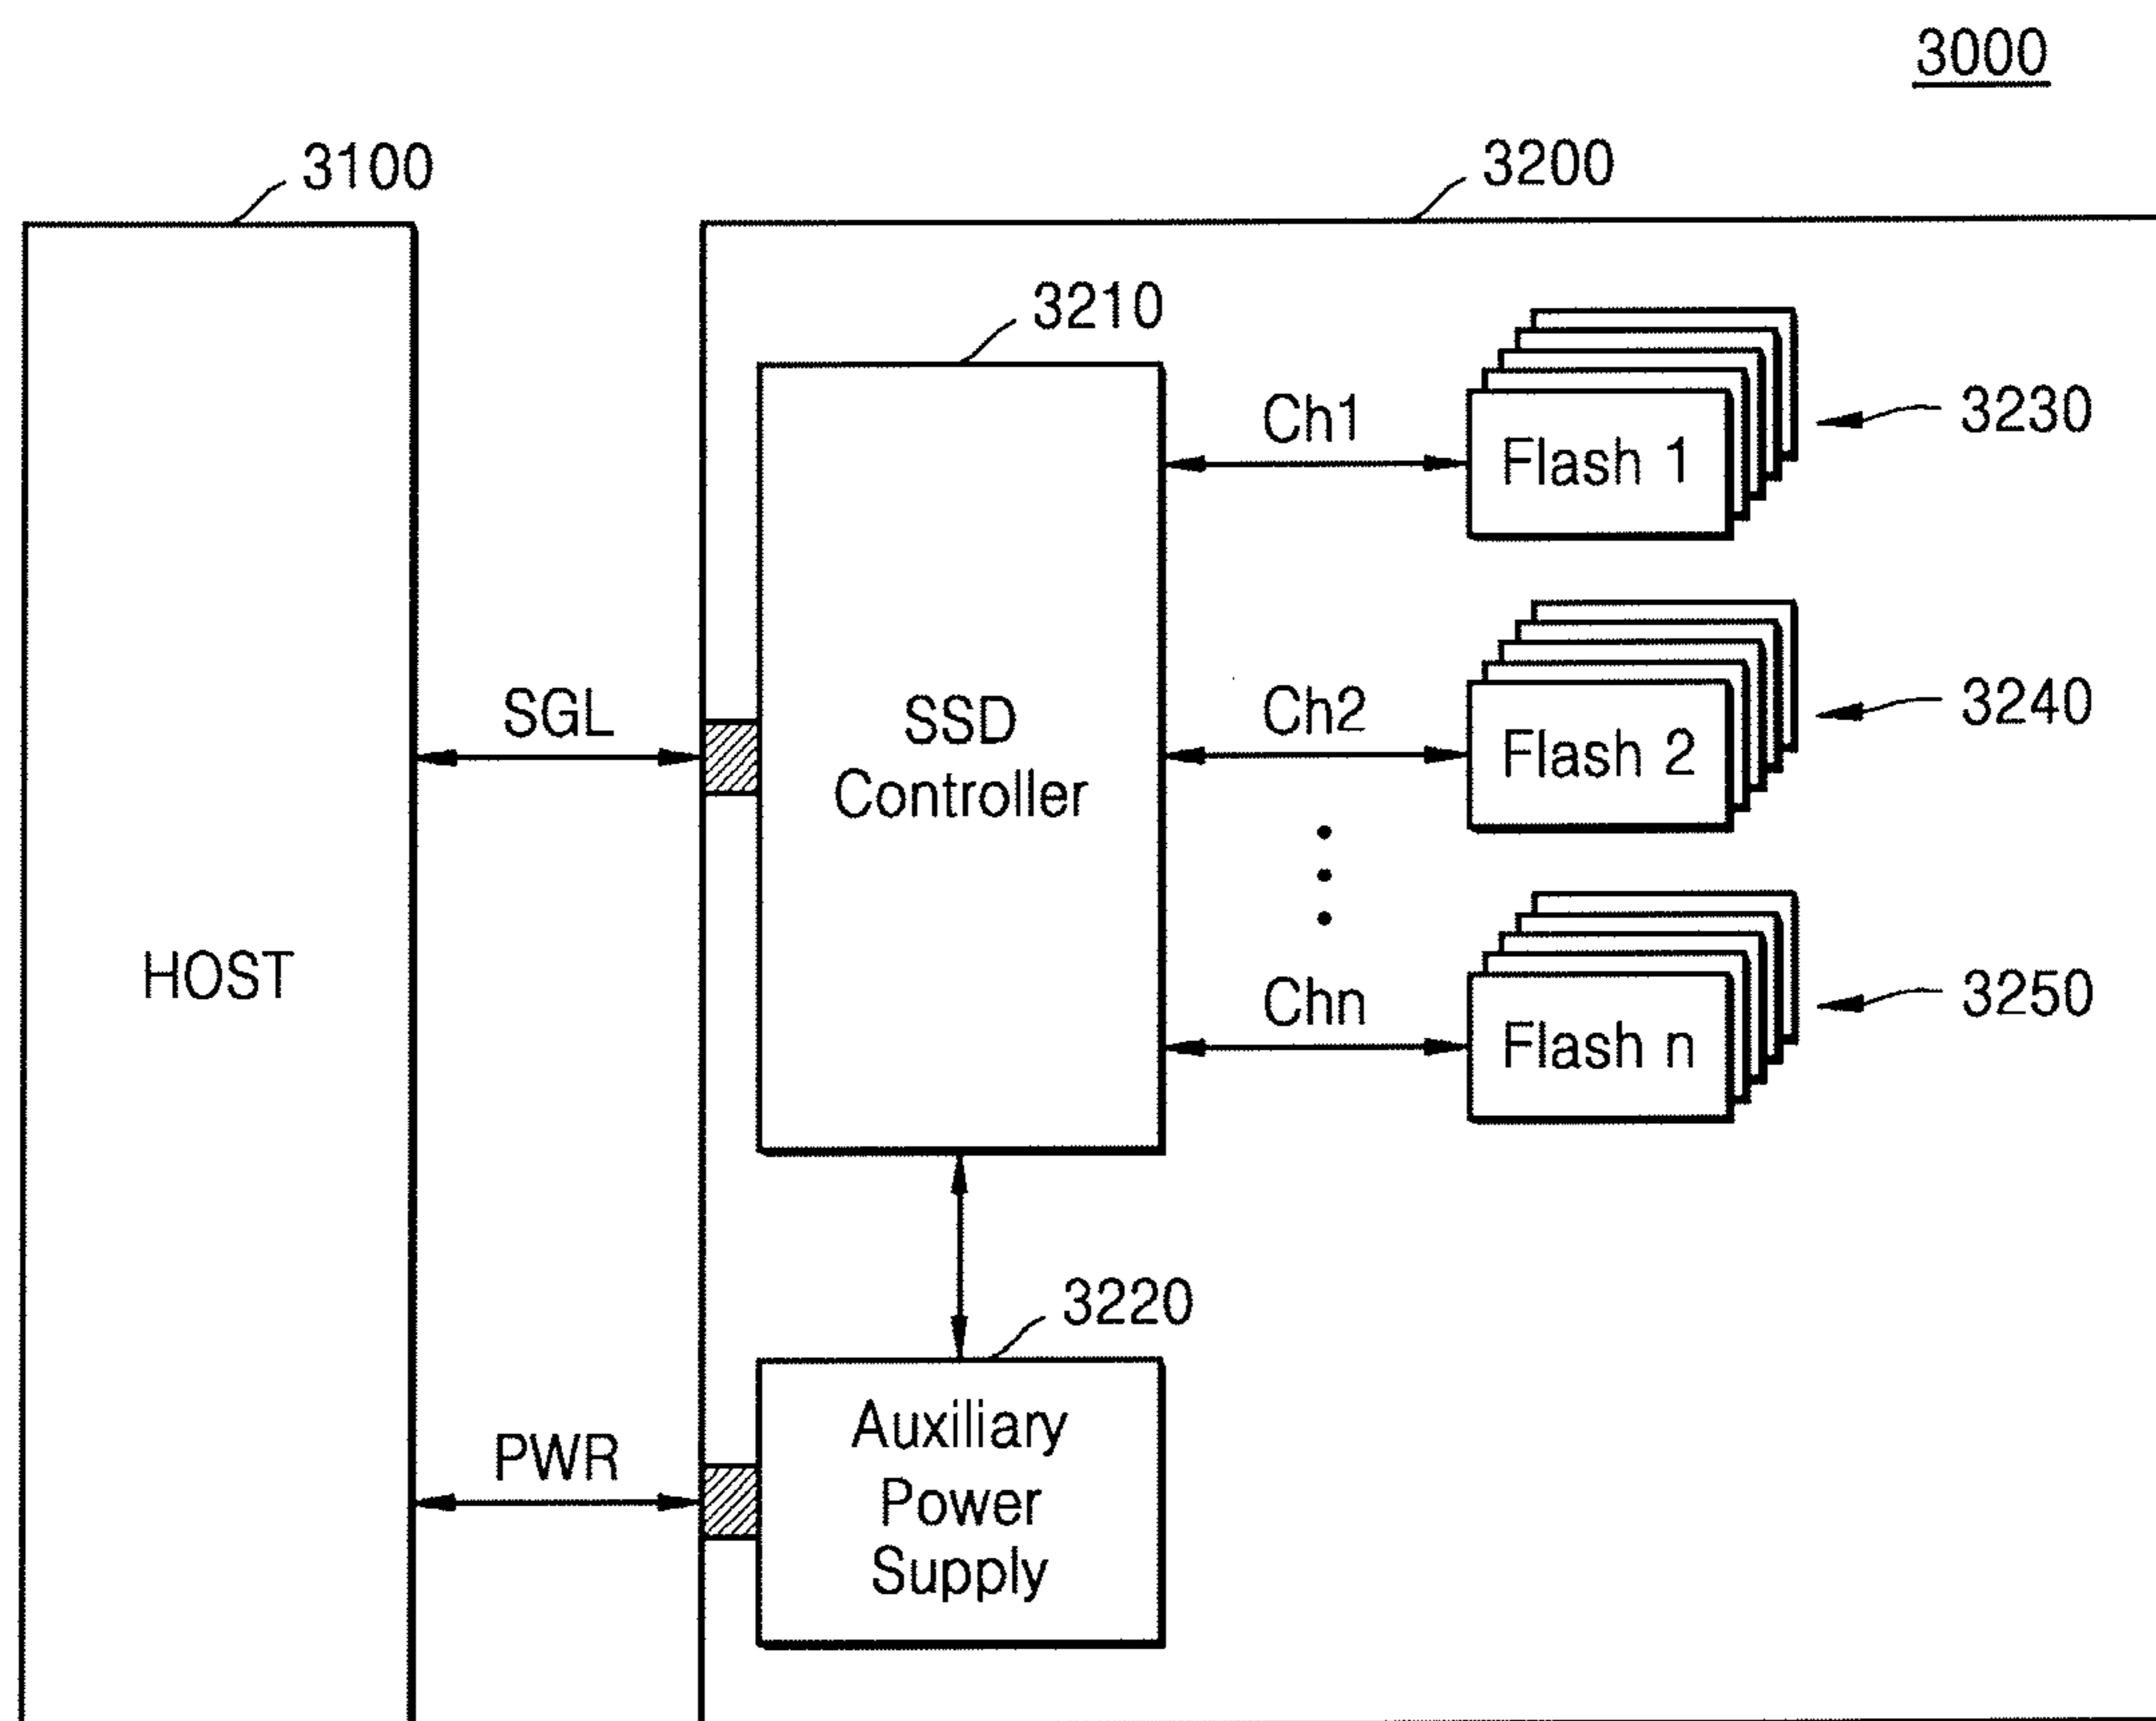 3000
3100
3200
3210
Ch1
Flash 1
3230
SGL
SSD
Controller
Ch2
Flash 2
3240
HOST
Chn
Flash n
3250
3220
PWR
Auxiliary
Power
Supply